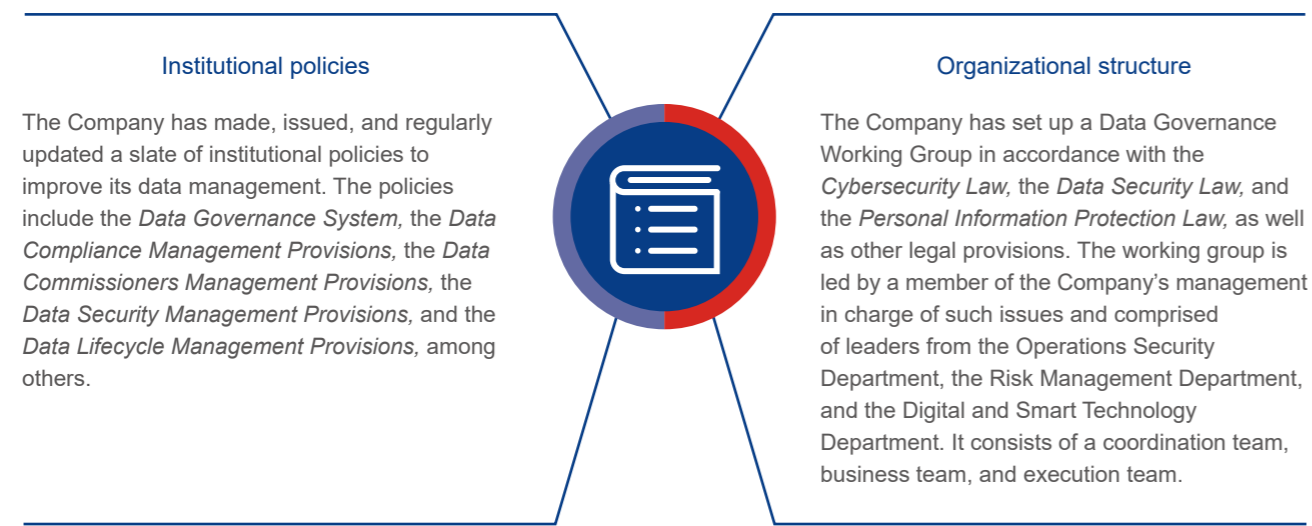 Institutional policies
The Company has made, issued, and regularly
updated a slate of institutional policies to
improve its data management. The policies
include the Data Governance System, the Data
Compliance Management Provisions, the Data
Commissioners Management Provisions, the
Data Security Management Provisions, and the
Data Lifecycle Management Provisions, among
others.
Organizational structure
The Company has set up a Data Governance
Working Group in accordance with the
Cybersecurity Law, the Data Security Law, and
the Personal Information Protection Law, as well
as other legal provisions. The working group is
led by a member of the Company’s management
in charge of such issues and comprised
of leaders from the Operations Security
Department, the Risk Management Department,
and the Digital and Smart Technology
Department. It consists of a coordination team,
business team, and execution team.